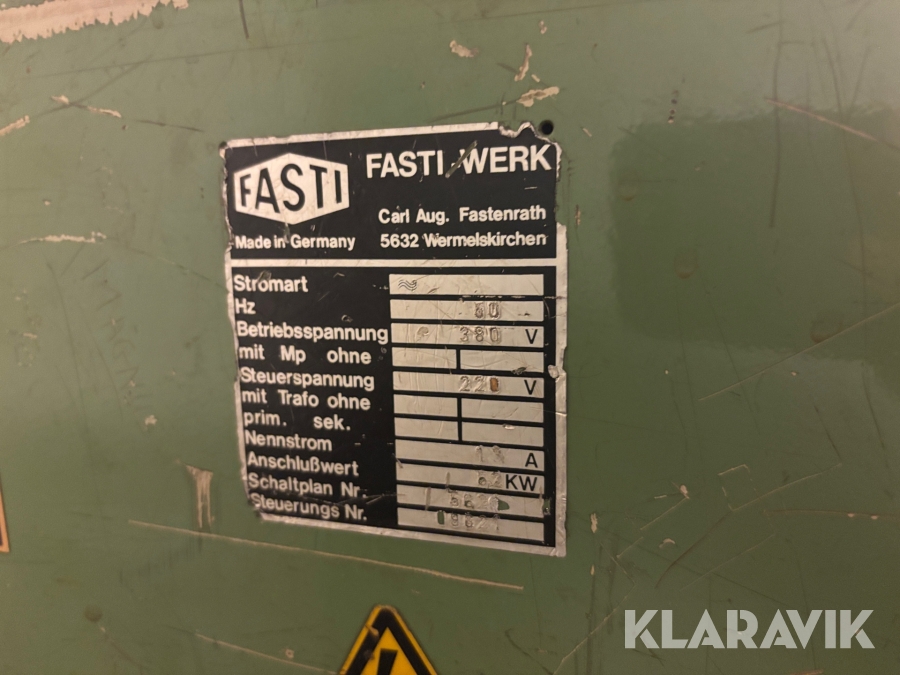 FASTI
FASTI-WERK
Carl Aug. Fastenrath
Made in Germany
5632 Wermelskirchen
Stromart
Hz
Betriebsspannung 380 V
mit Mp ohne
Steuerspannung 220 V
mit Trafo ohne
prim. sek.
Nennstrom A
Anschlußwert KW
Schaltplan Nr.
Steuerungs Nr.
KLARAVIK